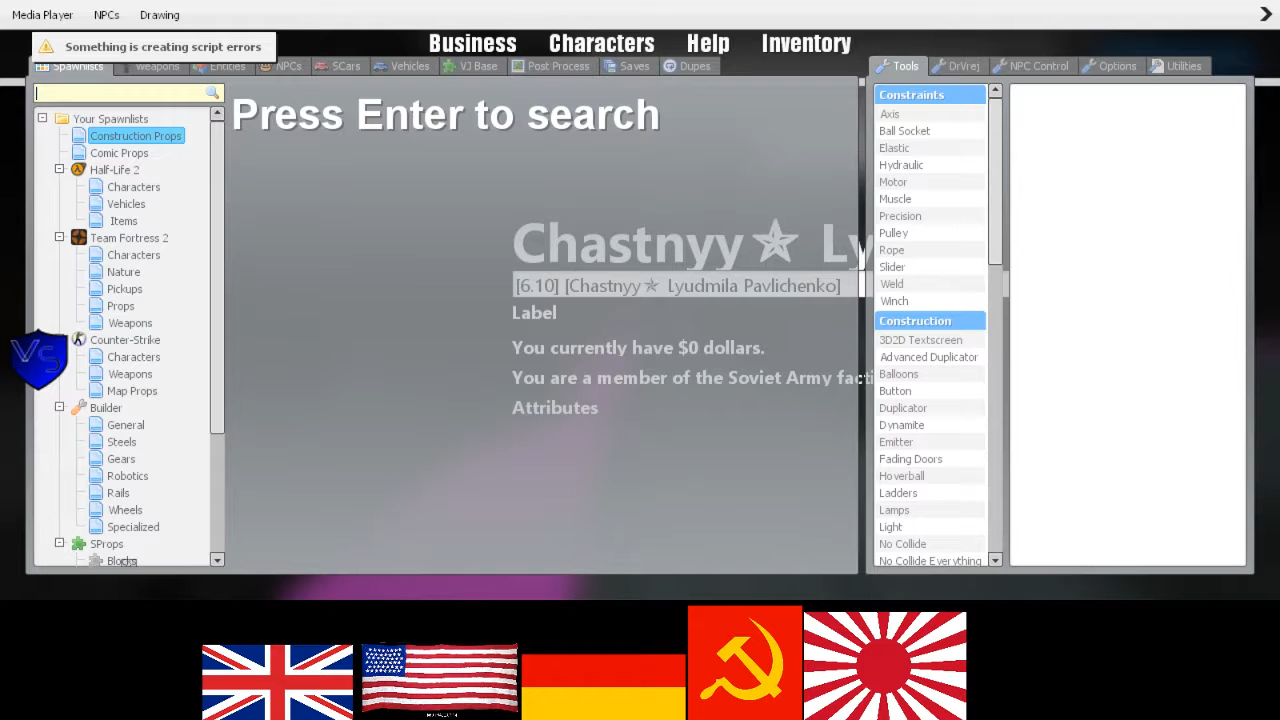 Media Player NPCs Drawing
Something is creating script errors
Business Characters Help Inventory
Spawnlists Weapons Entities NPCs SCars Vehicles VJ Base Post Process Saves Dupes
Press Enter to search
Your Spawnlists
Construction Props
Comic Props
Half-Life 2
Characters
Vehicles
Items
Team Fortress 2
Characters
Nature
Pickups
Props
Weapons
Counter-Strike
Characters
Weapons
Map Props
Builder
General
Steels
Gears
Robotics
Rails
Wheels
Specialized
SProps
Blocks
VS
Chastnyy✯ Ly
[6.10] [Chastnyy✯ Lyudmila Pavlichenko]
Label
You currently have $0 dollars.
You are a member of the Soviet Army facti
Attributes
Tools DrVrej NPC Control Options Utilities
Constraints
Axis
Ball Socket
Elastic
Hydraulic
Motor
Muscle
Precision
Pulley
Rope
Slider
Weld
Winch
Construction
3D2D Textscreen
Advanced Duplicator
Balloons
Button
Duplicator
Dynamite
Emitter
Fading Doors
Hoverball
Ladders
Lamps
Light
No Collide
No Collide Everything